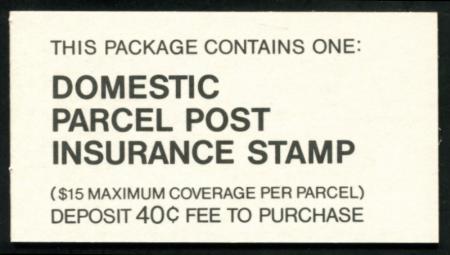 THIS PACKAGE CONTAINS ONE:
DOMESTIC
PARCEL POST
INSURANCE STAMP
($15 MAXIMUM COVERAGE PER PARCEL)
DEPOSIT 40¢ FEE TO PURCHASE